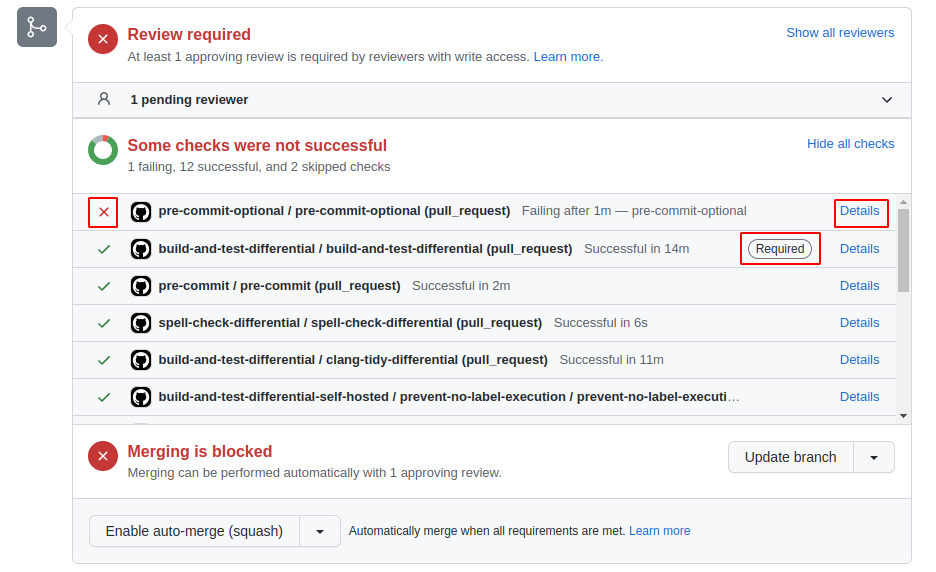 Review required
Show all reviewers
At least 1 approving review is required by reviewers with write access. Learn more.
1 pending reviewer
Some checks were not successful
Hide all checks
1 failing, 12 successful, and 2 skipped checks
pre-commit-optional / pre-commit-optional (pull_request) Failing after 1m — pre-commit-optional Details
build-and-test-differential / build-and-test-differential (pull_request) Successful in 14m Required Details
pre-commit / pre-commit (pull_request) Successful in 2m Details
spell-check-differential / spell-check-differential (pull_request) Successful in 6s Details
build-and-test-differential / clang-tidy-differential (pull_request) Successful in 11m Details
build-and-test-differential-self-hosted / prevent-no-label-execution / prevent-no-label-executi… Details
Merging is blocked
Merging can be performed automatically with 1 approving review.
Update branch
Enable auto-merge (squash) Automatically merge when all requirements are met. Learn more